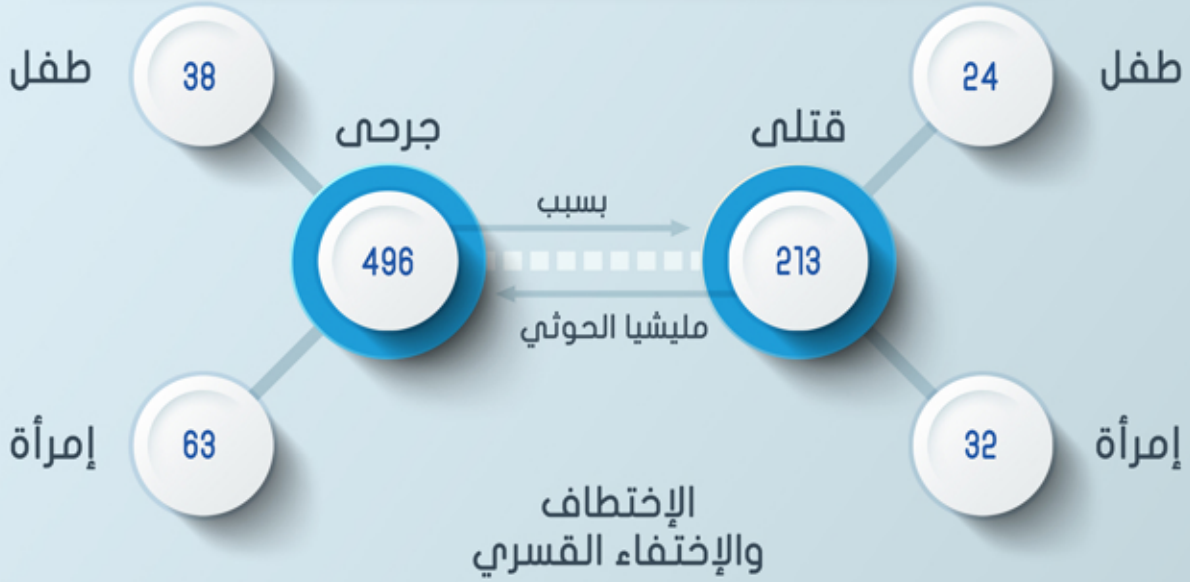 طفل
24
قتلى
213
إمرأة
32
بسبب
مليشيا الحوثي
طفل
38
جرحى
496
إمرأة
63
الإختطاف
والإختفاء القسري